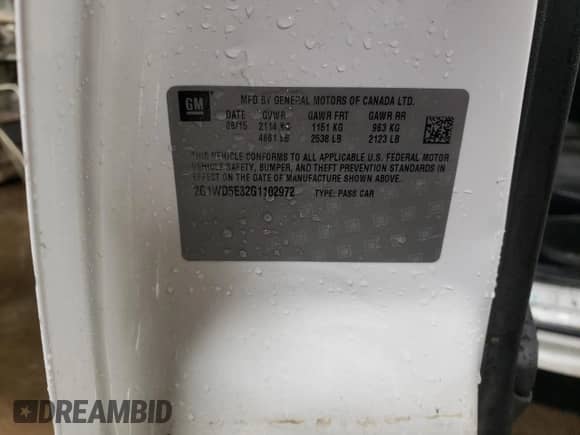 GM
MFD BY GENERAL MOTORS OF CANADA LTD.
DATE GVWR GAWR FRT GAWR RR
09/15 2114 KG 1151 KG 963 KG
4661 LB 2538 LB 2123 LB
THIS VEHICLE CONFORMS TO ALL APPLICABLE U.S. FEDERAL MOTOR
VEHICLE SAFETY, BUMPER, AND THEFT PREVENTION STANDARDS IN
EFFECT ON THE DATE OF MANUFACTURE SHOWN ABOVE.
2G1WD5E32G1102972 TYPE: PASS CAR
DREAMBID